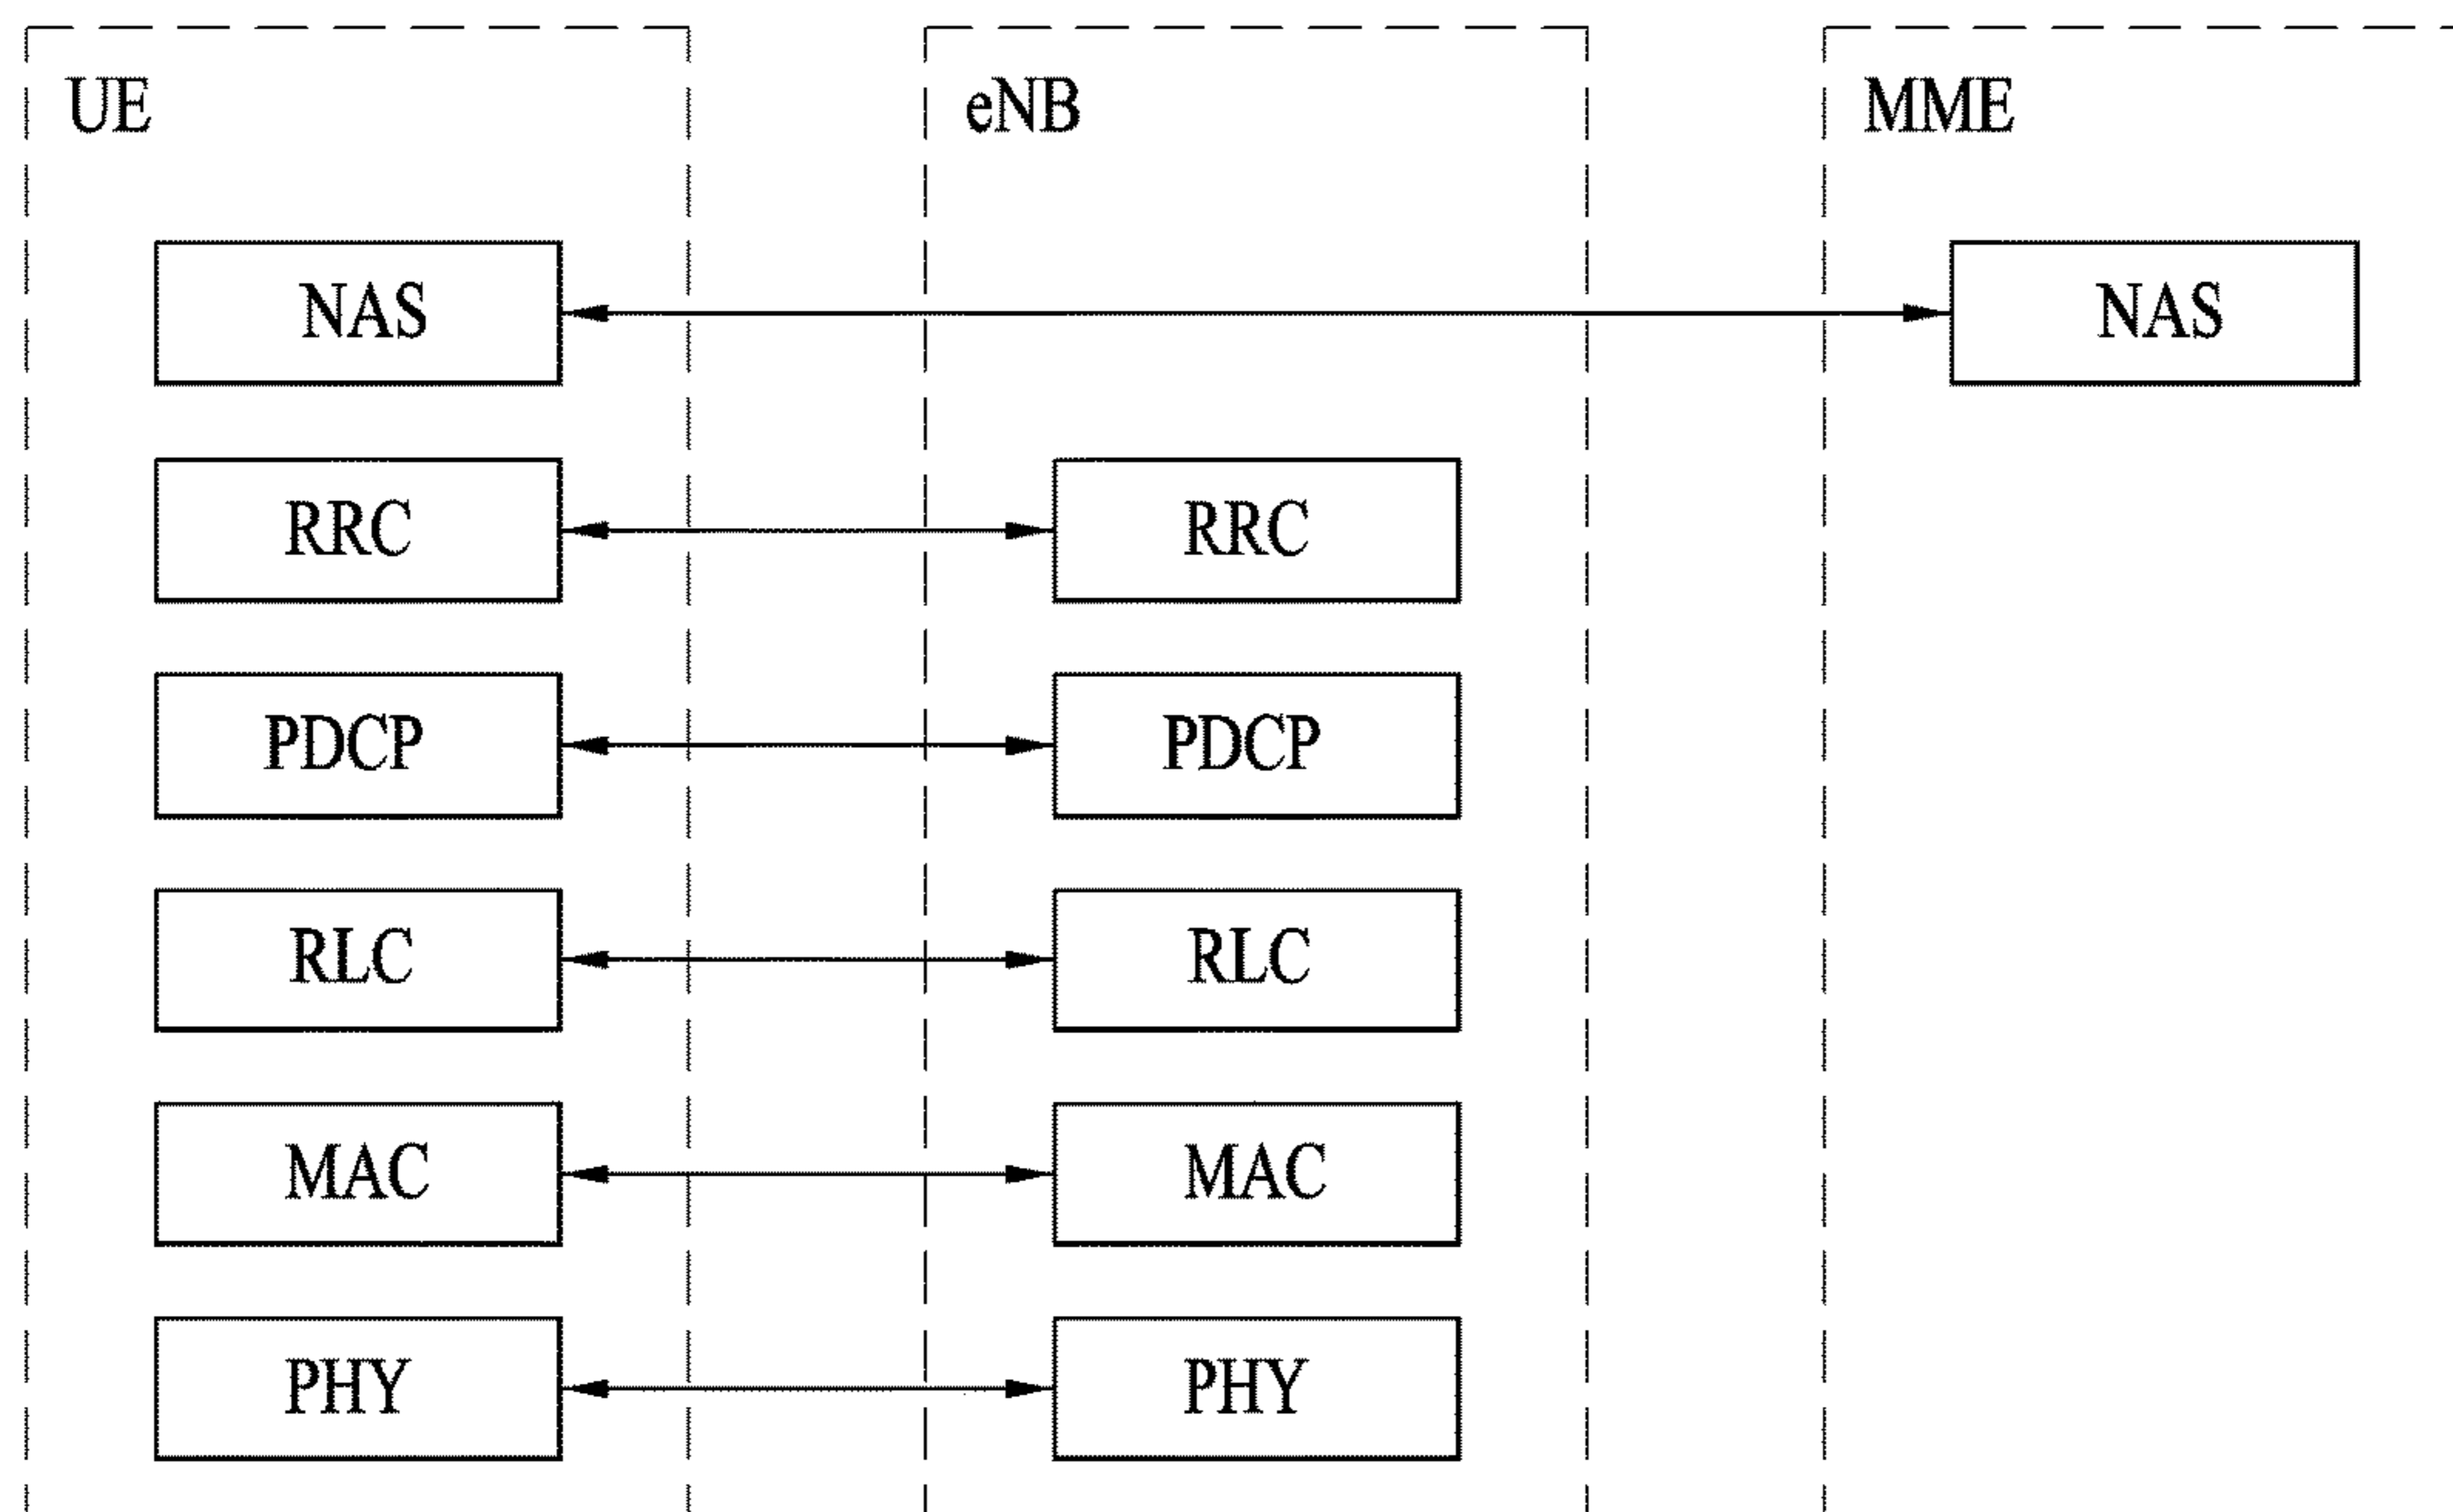 UE eNB MME
NAS NAS
RRC RRC
PDCP PDCP
RLC RLC
MAC MAC
PHY PHY